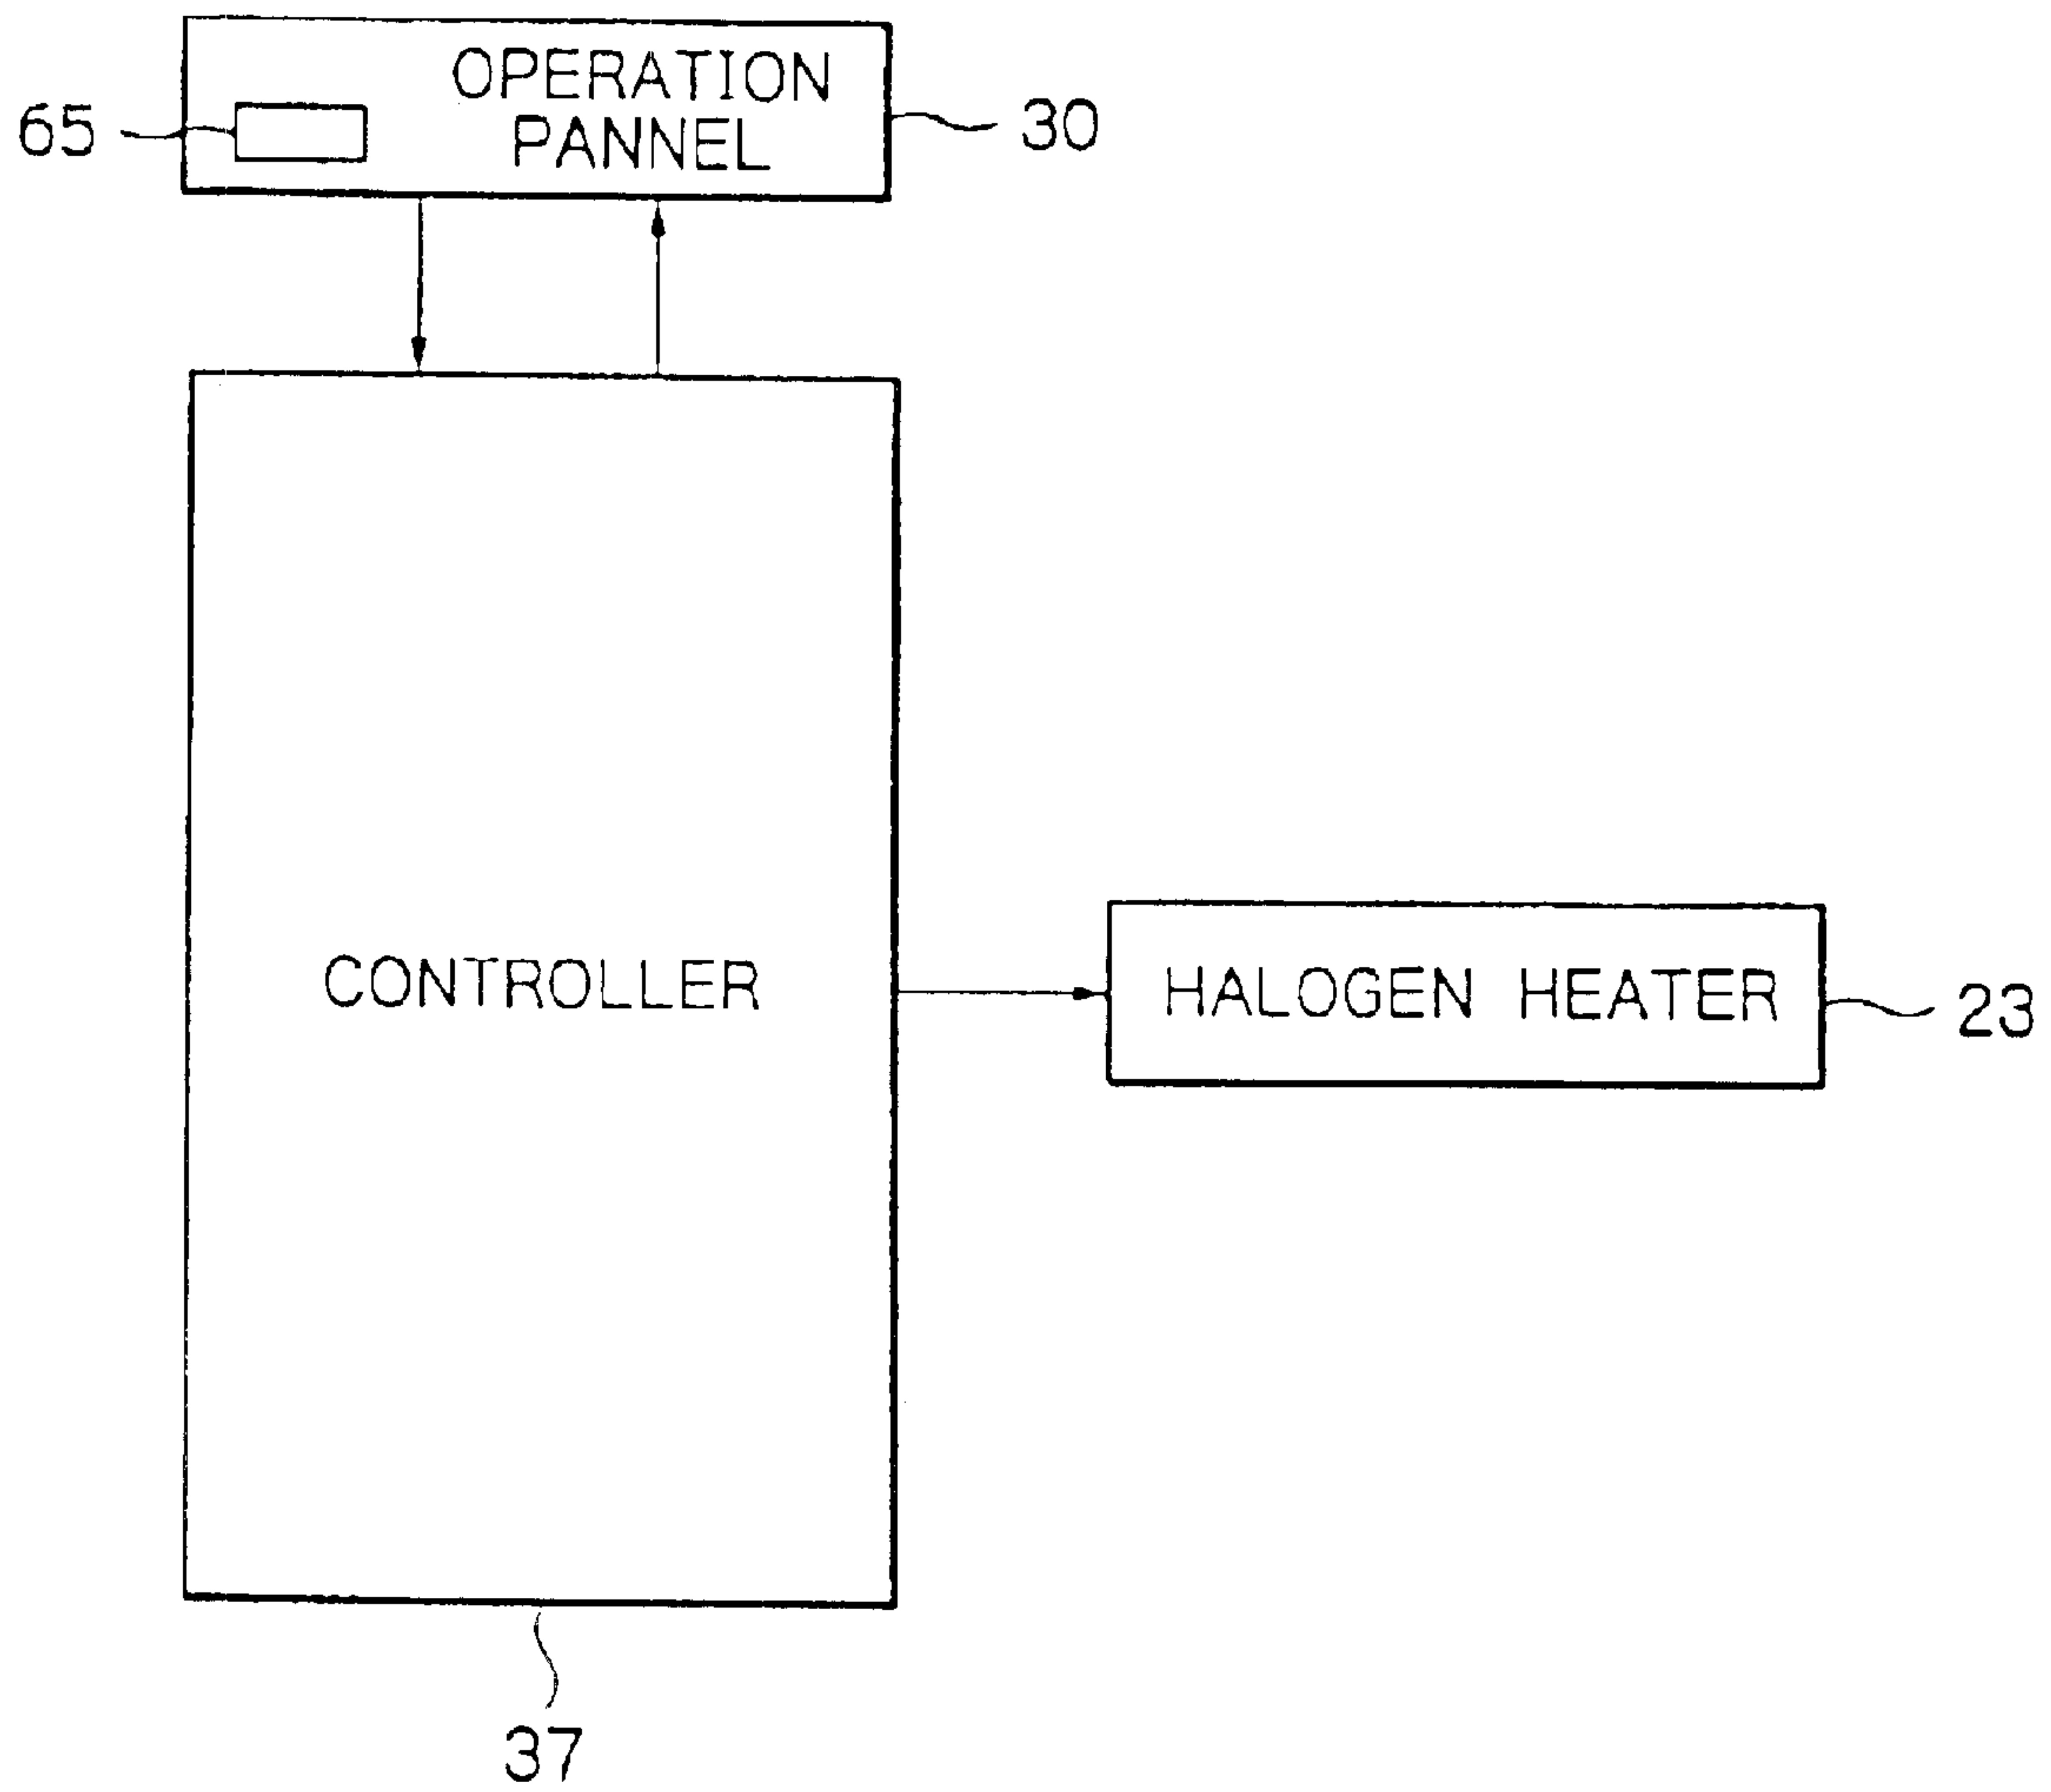 OPERATION
PANNEL
65
30
CONTROLLER
HALOGEN HEATER
23
37